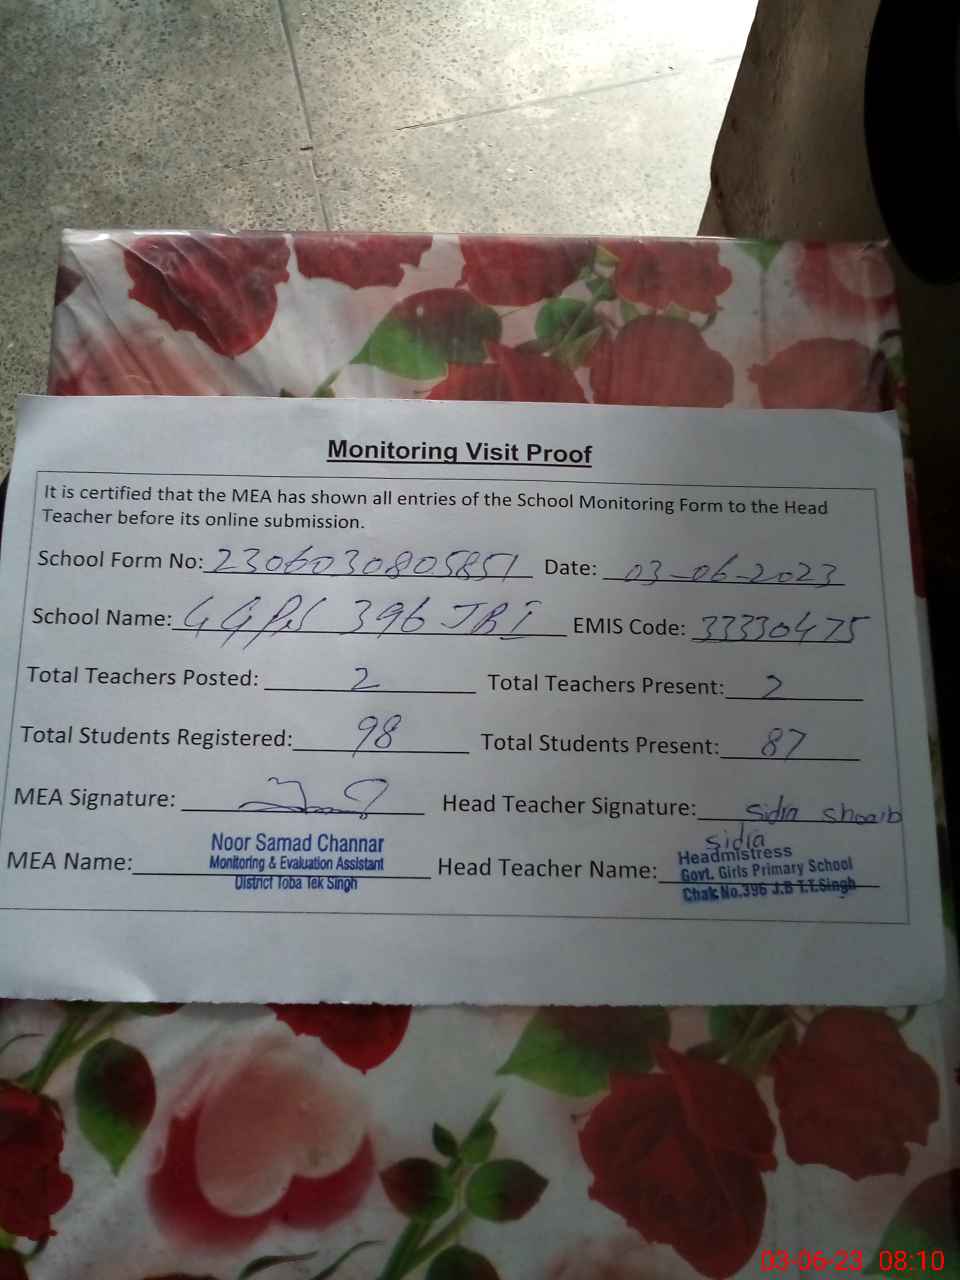 Monitoring Visit Proof
It is certified that the MEA has shown all entries of the School Monitoring Form to the Head
Teacher before its online submission.
School Form No: 2306030805851 Date: 03-06-2023
School Name: GGPS 396 JB I EMIS Code: 33330475
Total Teachers Posted: 2 Total Teachers Present: 2
Total Students Registered: 98 Total Students Present: 87
MEA Signature: Head Teacher Signature: Sidra Shoaib
MEA Name: Noor Samad Channar
Monitoring & Evaluation Assistant
District Toba Tek Singh
Head Teacher Name: Sidra
Headmistress
Govt. Girls Primary School
Chak No.396 J.B T.T.Singh
03-06-23 08:10